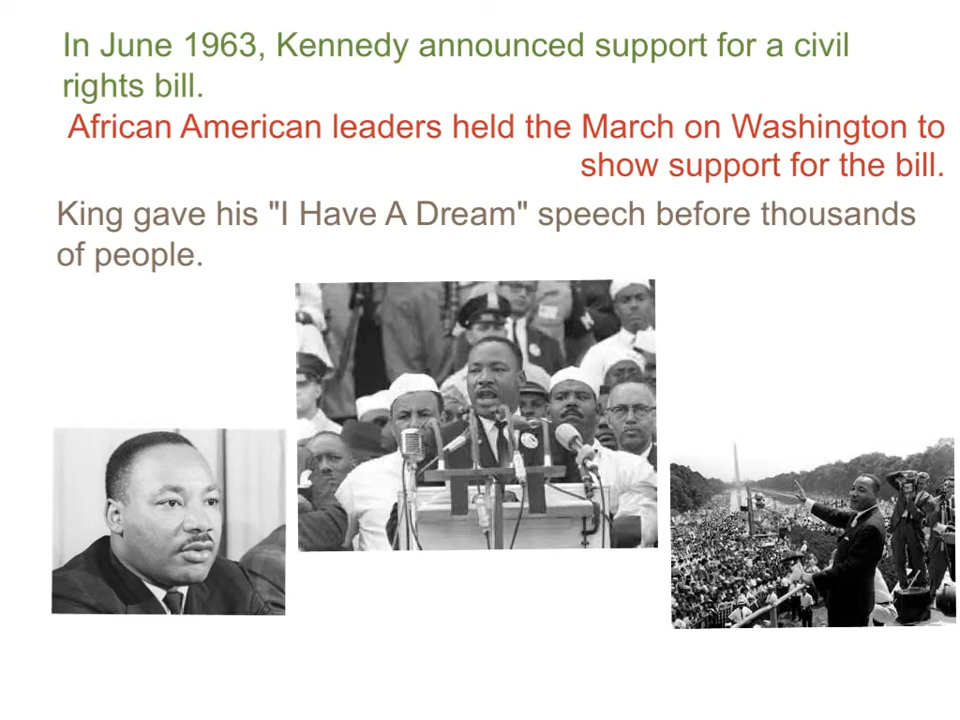 In June 1963, Kennedy announced support for a civil
rights bill.
African American leaders held the March on Washington to
show support for the bill.
King gave his "I Have A Dream" speech before thousands
of people.